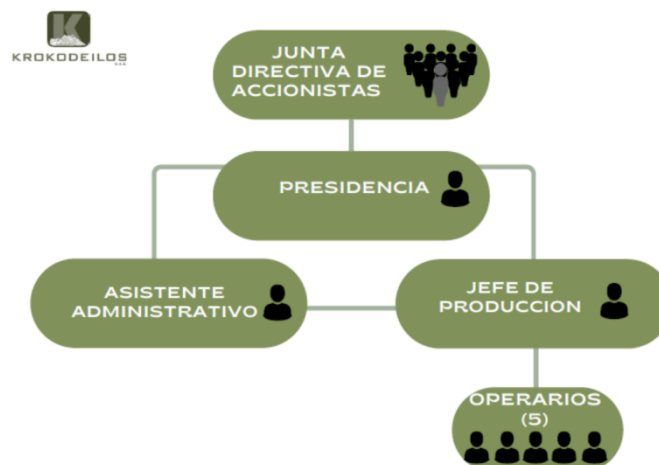 K
KROKODEILOS
S.A.S
JUNTA
DIRECTIVA DE
ACCIONISTAS
PRESIDENCIA
ASISTENTE
ADMINISTRATIVO
JEFE DE
PRODUCCION
OPERARIOS
(5)